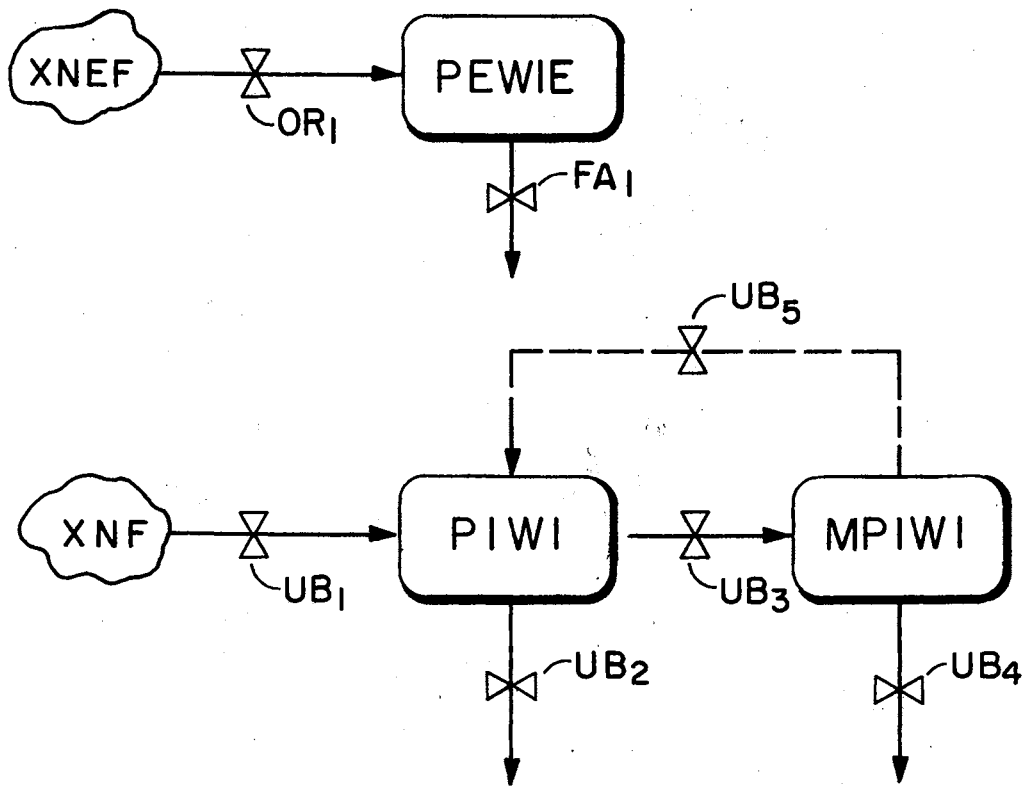 XNEF
PEWIE
OR₁
FA₁
UB₅
XNF
PIWI
MPIWI
UB₁
UB₃
UB₂
UB₄